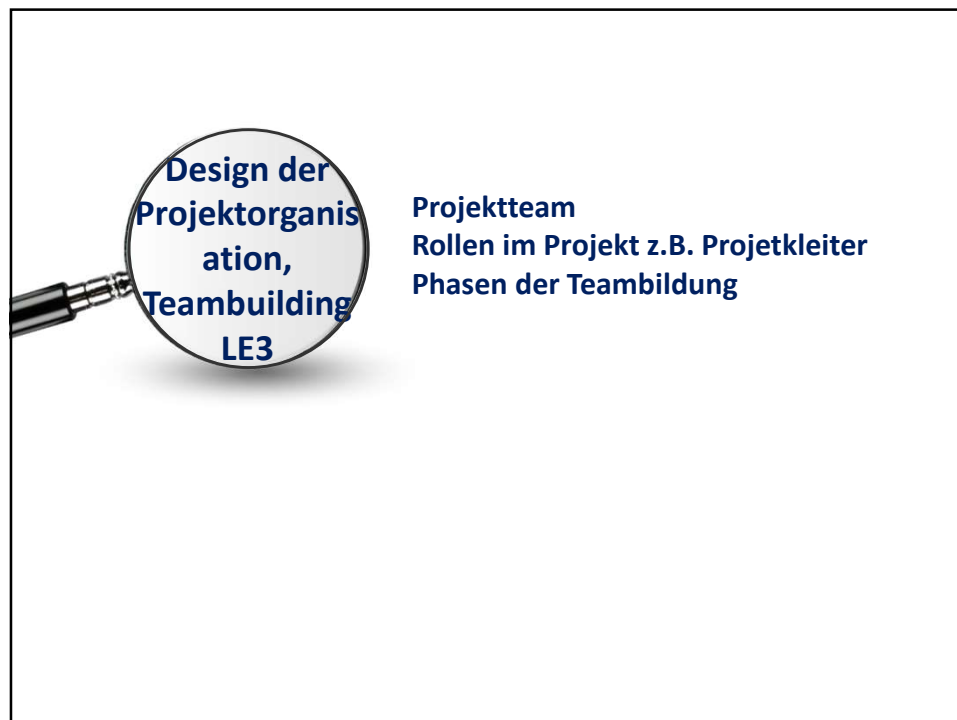 Design der
Projektorganis
ation,
Teambuilding
LE3
Projektteam
Rollen im Projekt z.B. Projetkleiter
Phasen der Teambildung